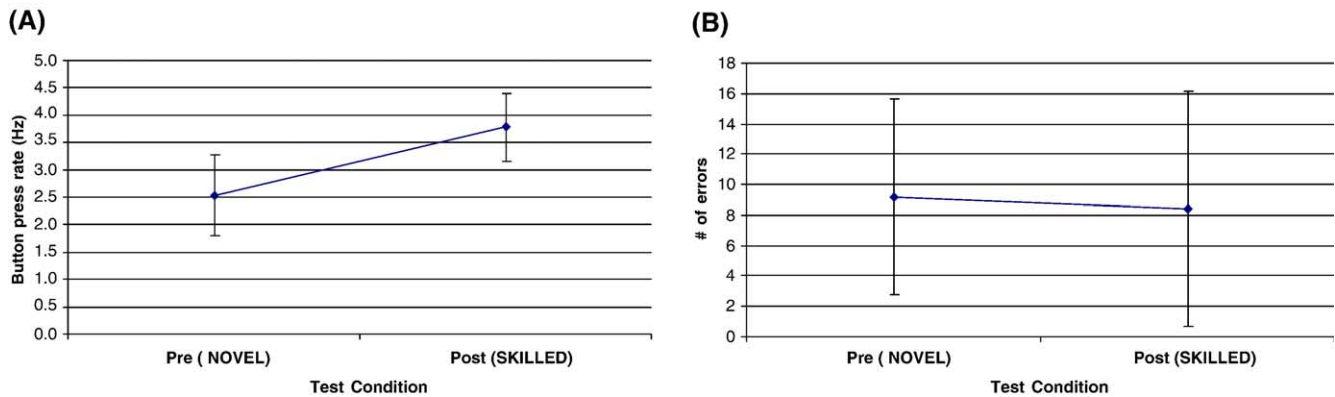 (A)
5.0
4.5
4.0
3.5
3.0
2.5
2.0
1.5
1.0
0.5
0.0
Button press rate (Hz)
Pre ( NOVEL) Post (SKILLED)
Test Condition
(B)
18
16
14
12
10
8
6
4
2
0
# of errors
Pre ( NOVEL) Post (SKILLED)
Test Condition